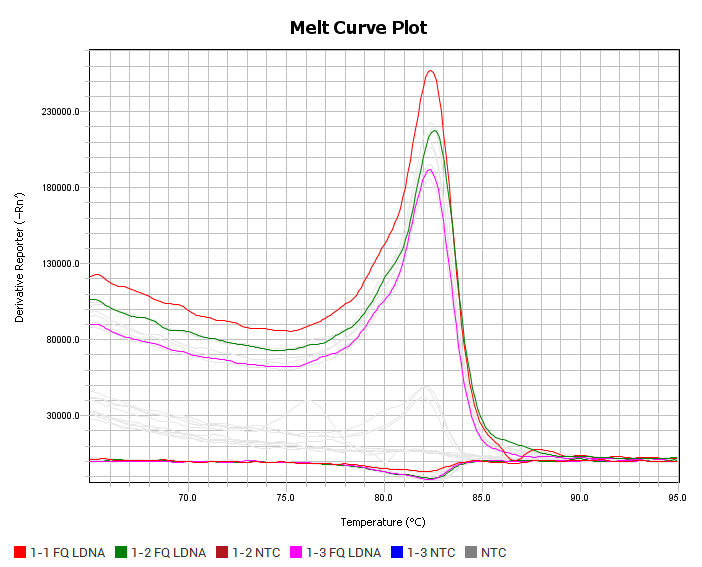 Melt Curve Plot
Derivative Reporter (−Rn')
230000.0
180000.0
130000.0
80000.0
30000.0
70.0
75.0
80.0
85.0
90.0
95.0
Temperature (°C)
1-1 FQ LDNA 1-2 FQ LDNA 1-2 NTC 1-3 FQ LDNA 1-3 NTC NTC